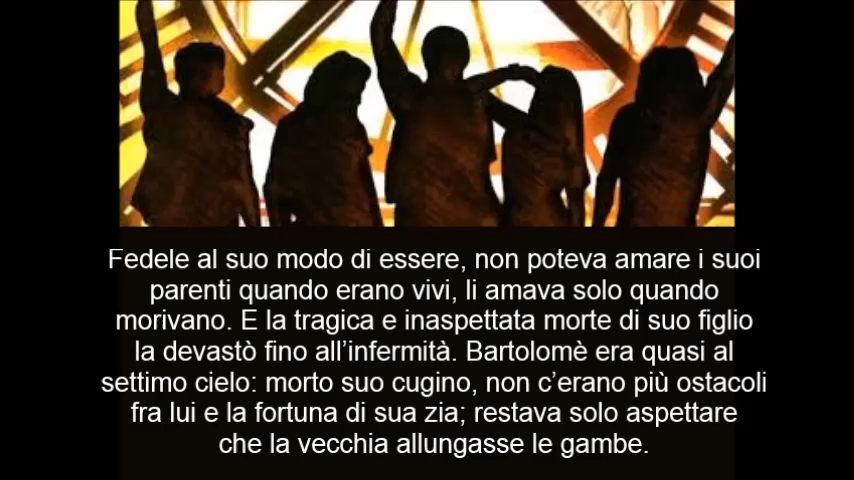 Fedele al suo modo di essere, non poteva amare i suoi
parenti quando erano vivi, li amava solo quando
morivano. E la tragica e inaspettata morte di suo figlio
la devastò fino all’infermità. Bartolomè era quasi al
settimo cielo: morto suo cugino, non c’erano più ostacoli
fra lui e la fortuna di sua zia; restava solo aspettare
che la vecchia allungasse le gambe.